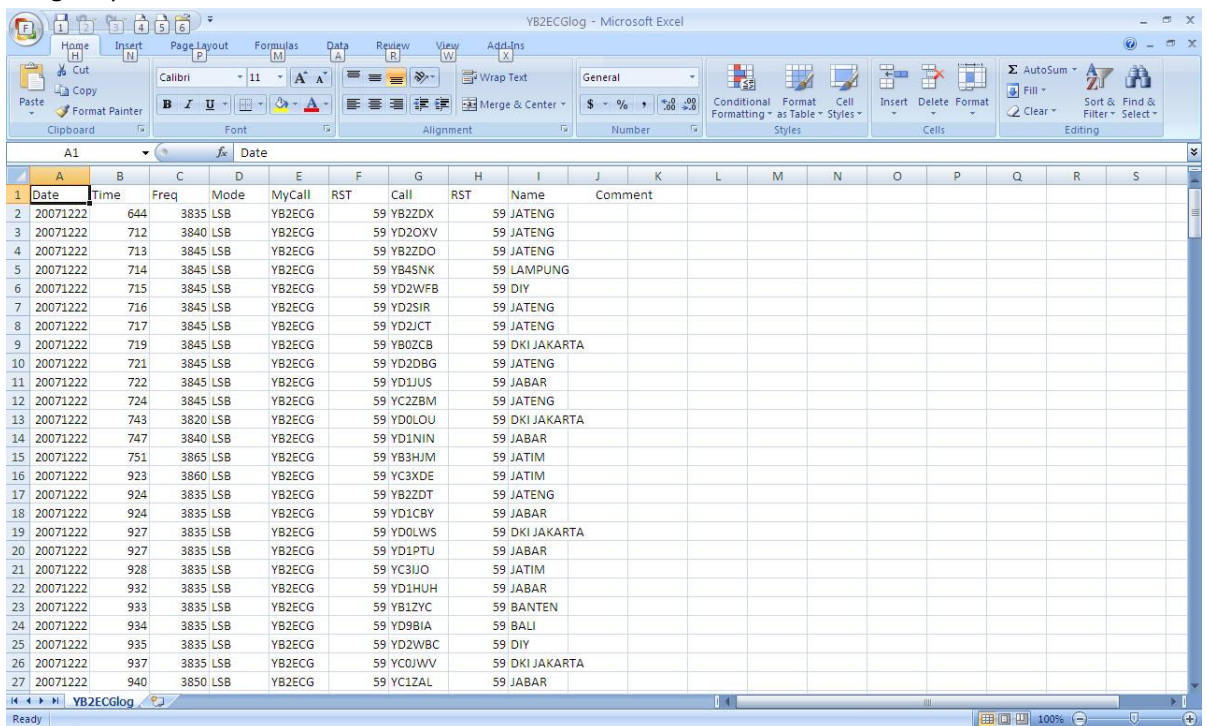 YB2ECGlog - Microsoft Excel
1 2 3 4 5 6
Home Insert Page Layout Formulas Data Review View Add-Ins
F H N P M A R W X
Cut
Copy
Format Painter
Paste
Clipboard
Calibri 11
B I U
Font
Wrap Text
Merge & Center
Alignment
General
$ % , .0 .00 .00 .0
Number
Conditional Formatting
Format as Table
Cell Styles
Styles
Insert Delete Format
Cells
Σ AutoSum
Fill
Clear
Sort & Filter
Find & Select
Editing
A1 fx Date
A B C D E F G H I J K L M N O P Q R S
1 Date Time Freq Mode MyCall RST Call RST Name Comment
2 20071222 644 3835 LSB YB2ECG 59 YB2ZDX 59 JATENG
3 20071222 712 3840 LSB YB2ECG 59 YD2OXV 59 JATENG
4 20071222 713 3845 LSB YB2ECG 59 YB2ZDO 59 JATENG
5 20071222 714 3845 LSB YB2ECG 59 YB4SNK 59 LAMPUNG
6 20071222 715 3845 LSB YB2ECG 59 YD2WFB 59 DIY
7 20071222 716 3845 LSB YB2ECG 59 YD2SIR 59 JATENG
8 20071222 717 3845 LSB YB2ECG 59 YD2JCT 59 JATENG
9 20071222 719 3845 LSB YB2ECG 59 YB0ZCB 59 DKI JAKARTA
10 20071222 721 3845 LSB YB2ECG 59 YD2DBG 59 JATENG
11 20071222 722 3845 LSB YB2ECG 59 YD1JUS 59 JABAR
12 20071222 724 3845 LSB YB2ECG 59 YC2ZBM 59 JATENG
13 20071222 743 3820 LSB YB2ECG 59 YD0LOU 59 DKI JAKARTA
14 20071222 747 3840 LSB YB2ECG 59 YD1NIN 59 JABAR
15 20071222 751 3865 LSB YB2ECG 59 YB3HJM 59 JATIM
16 20071222 923 3860 LSB YB2ECG 59 YC3XDE 59 JATIM
17 20071222 924 3835 LSB YB2ECG 59 YB2ZDT 59 JATENG
18 20071222 924 3835 LSB YB2ECG 59 YD1CBY 59 JABAR
19 20071222 927 3835 LSB YB2ECG 59 YD0LWS 59 DKI JAKARTA
20 20071222 927 3835 LSB YB2ECG 59 YD1PTU 59 JABAR
21 20071222 928 3835 LSB YB2ECG 59 YC3IJO 59 JATIM
22 20071222 932 3835 LSB YB2ECG 59 YD1HUH 59 JABAR
23 20071222 933 3835 LSB YB2ECG 59 YB1ZYC 59 BANTEN
24 20071222 934 3835 LSB YB2ECG 59 YD9BIA 59 BALI
25 20071222 935 3835 LSB YB2ECG 59 YD2WBC 59 DIY
26 20071222 937 3835 LSB YB2ECG 59 YC0JWV 59 DKI JAKARTA
27 20071222 940 3850 LSB YB2ECG 59 YC1ZAL 59 JABAR
YB2ECGlog
Ready 100%